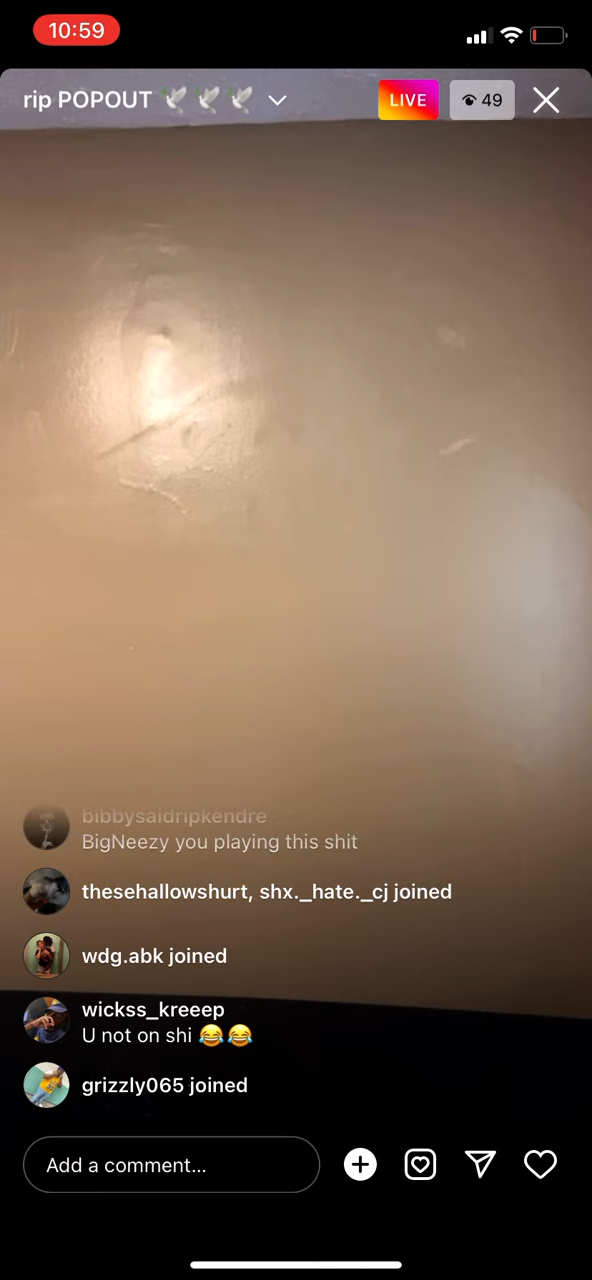 10:59
rip POPOUT 🕊️🕊️🕊️
LIVE
49
bibbysaidripkendre
BigNeezy you playing this shit
thesehallowshurt, shx._hate._cj joined
wdg.abk joined
wickss_kreeep
U not on shi 😂😂
grizzly065 joined
Add a comment...